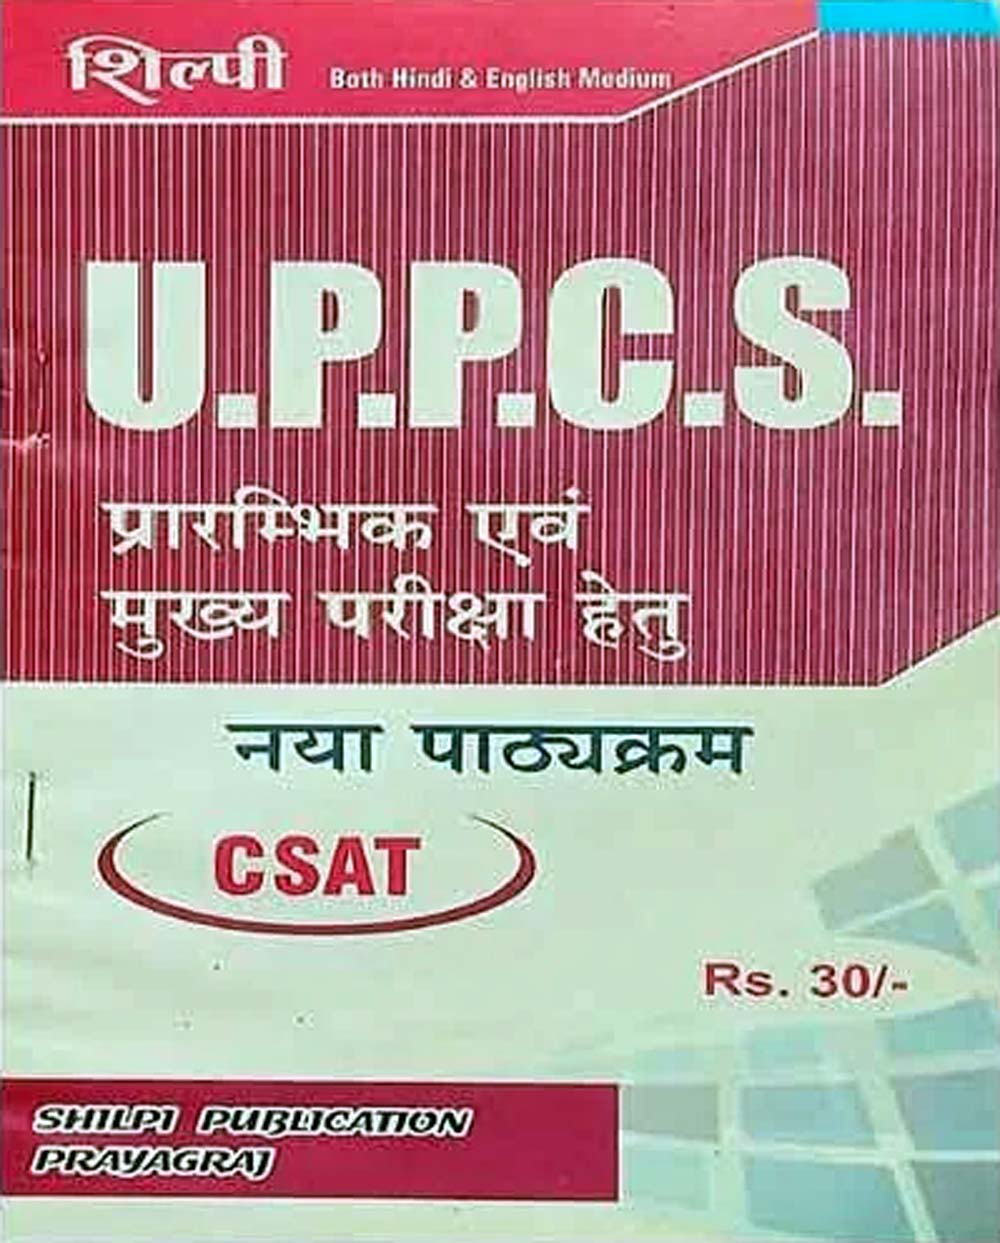 शिल्पी Both Hindi & English Medium
U.P.P.C.S.
प्रारम्भिक एवं
मुख्य परीक्षा हेतु
नया पाठ्यक्रम
CSAT
Rs. 30/-
SHILPI PUBLICATION
PRAYAGRAJ